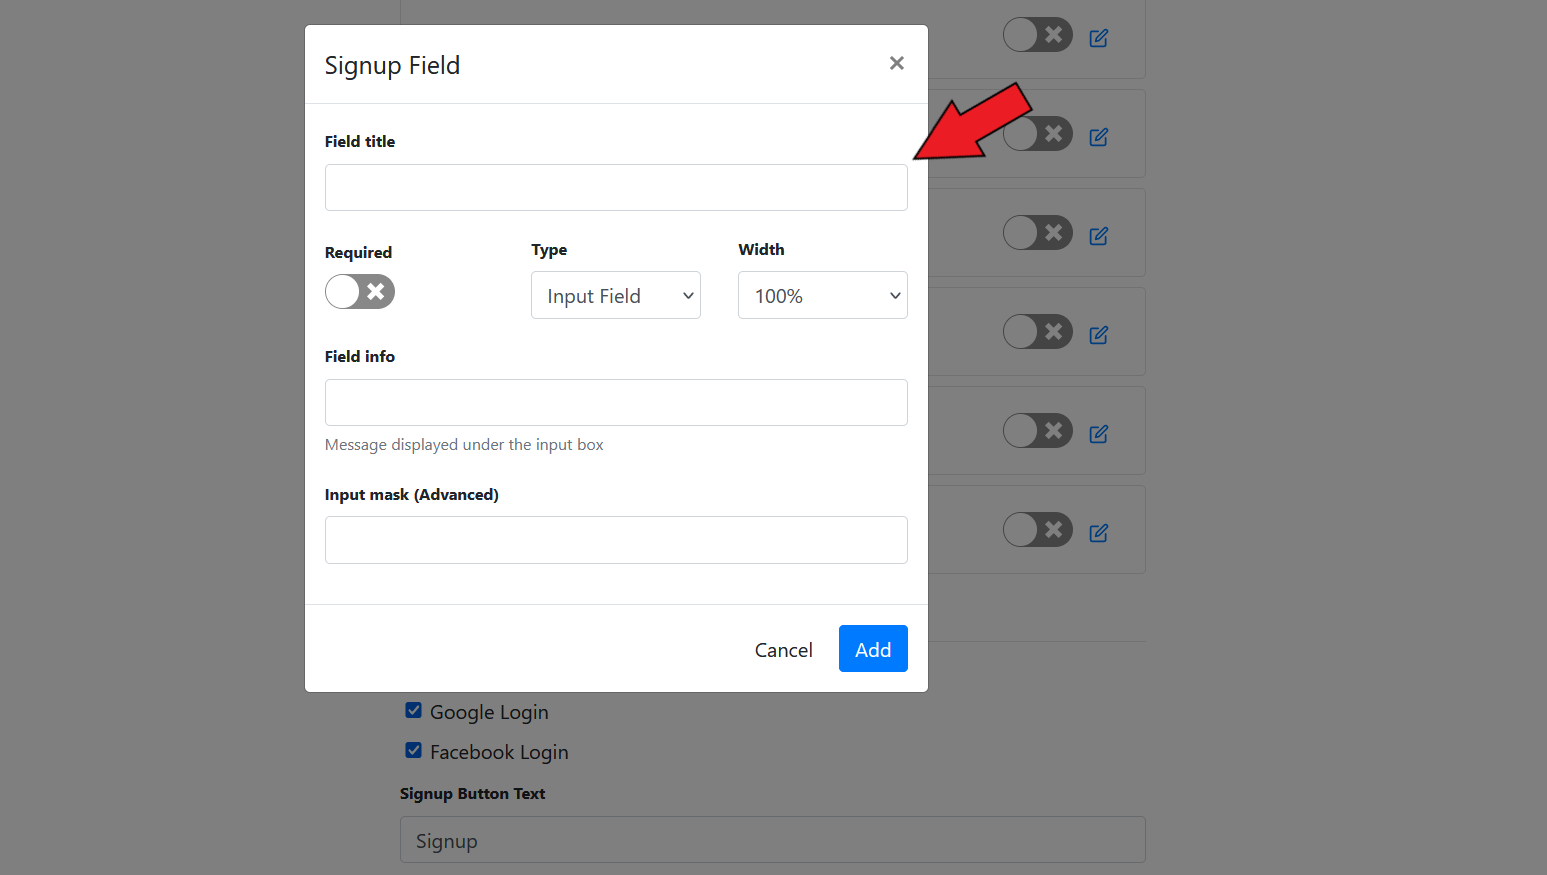 Signup Field
Field title
Required
Type
Width
Input Field
100%
Field info
Message displayed under the input box
Input mask (Advanced)
Cancel
Add
Google Login
Facebook Login
Signup Button Text
Signup